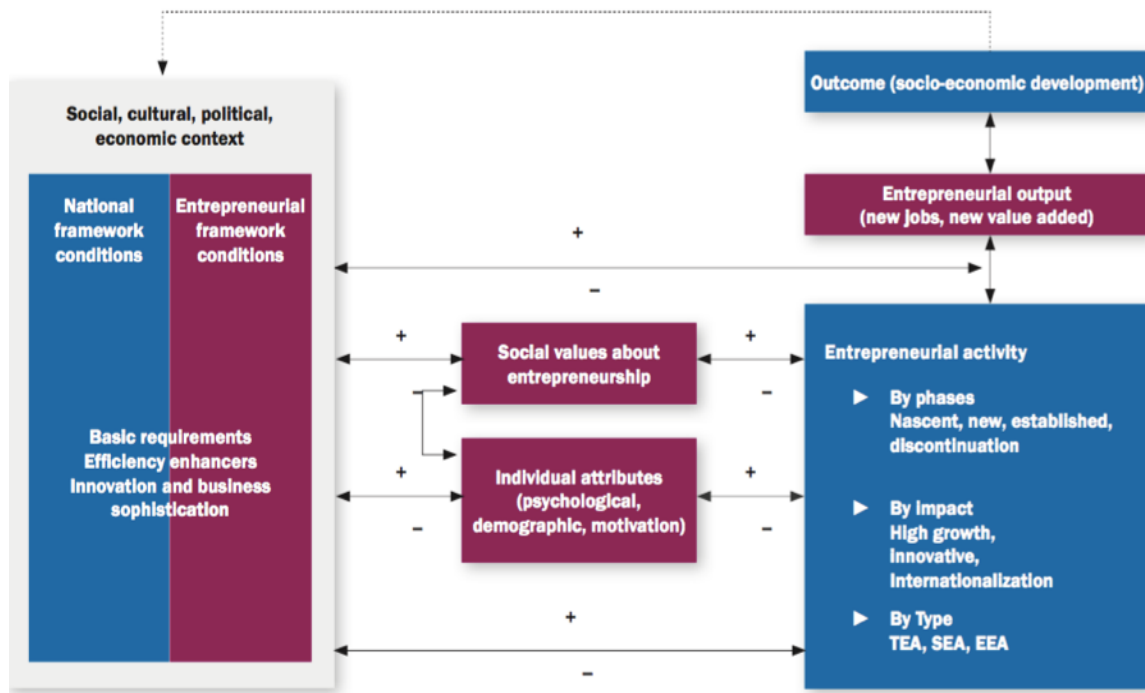 Social, cultural, political,
economic context
National
framework
conditions
Entrepreneurial
framework
conditions
Basic requirements
Efficiency enhancers
Innovation and business
sophistication
+
–
+
–
+
–
+
–
Social values about
entrepreneurship
Individual attributes
(psychological,
demographic, motivation)
+
–
+
–
Outcome (socio-economic development)
Entrepreneurial output
(new jobs, new value added)
Entrepreneurial activity
By phases
Nascent, new, established,
discontinuation
By impact
High growth,
Innovative,
Internationalization
By Type
TEA, SEA, EEA